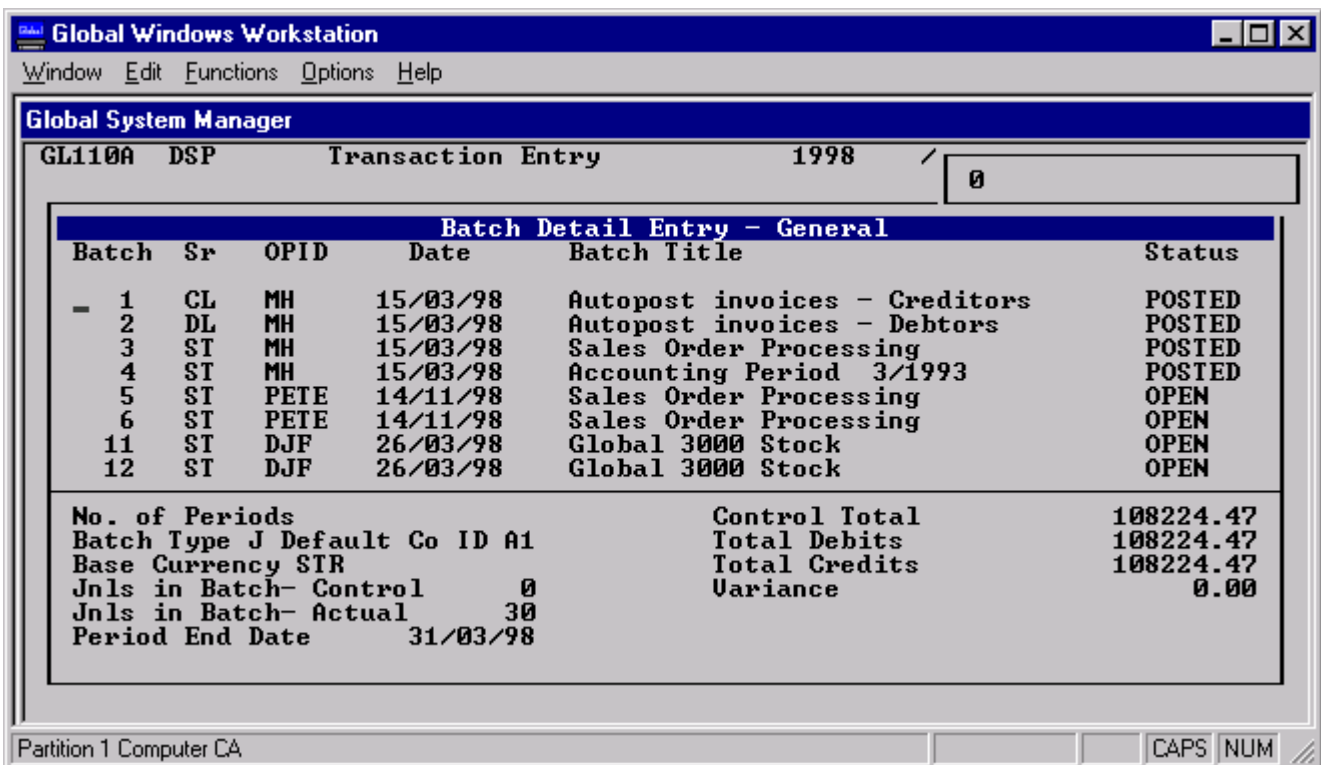 Global Windows Workstation
Window Edit Functions Options Help
Global System Manager
GL110A DSP Transaction Entry 1998 /
0
Batch Detail Entry - General
Batch Sr OPID Date Batch Title Status
1 CL MH 15/03/98 Autopost invoices - Creditors POSTED
2 DL MH 15/03/98 Autopost invoices - Debtors POSTED
3 ST MH 15/03/98 Sales Order Processing POSTED
4 ST MH 15/03/98 Accounting Period 3/1993 POSTED
5 ST PETE 14/11/98 Sales Order Processing OPEN
6 ST PETE 14/11/98 Sales Order Processing OPEN
11 ST DJF 26/03/98 Global 3000 Stock OPEN
12 ST DJF 26/03/98 Global 3000 Stock OPEN
No. of Periods Control Total 108224.47
Batch Type J Default Co ID A1 Total Debits 108224.47
Base Currency STR Total Credits 108224.47
Jnls in Batch- Control 0 Variance 0.00
Jnls in Batch- Actual 30
Period End Date 31/03/98
Partition 1 Computer CA CAPS NUM